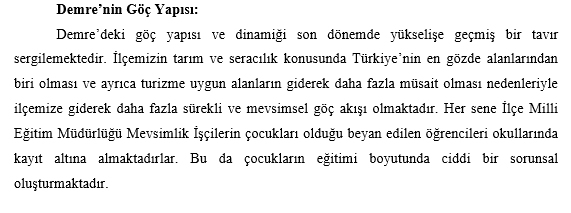 Demre’nin Göç Yapısı:
Demre’deki göç yapısı ve dinamiği son dönemde yükselişe geçmiş bir tavır
sergilemektedir. İlçemizin tarım ve seracılık konusunda Türkiye’nin en gözde alanlarından
biri olması ve ayrıca turizme uygun alanların giderek daha fazla müsait olması nedenleriyle
ilçemize giderek daha fazla sürekli ve mevsimsel göç akışı olmaktadır. Her sene İlçe Milli
Eğitim Müdürlüğü Mevsimlik İşçilerin çocukları olduğu beyan edilen öğrencileri okullarında
kayıt altına almaktadırlar. Bu da çocukların eğitimi boyutunda ciddi bir sorunsal
oluşturmaktadır.